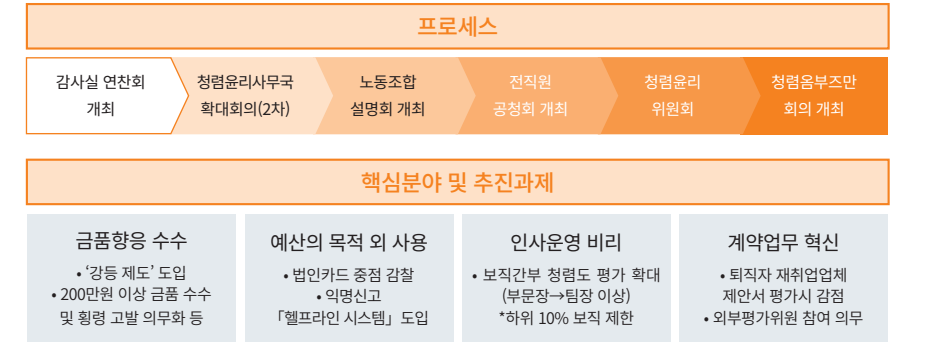 프로세스
감사실 연찬회
개최
청렴윤리사무국
확대회의(2차)
노동조합
설명회 개최
전직원
공청회 개최
청렴윤리
위원회
청렴옴부즈만
회의 개최
핵심분야 및 추진과제
금품향응 수수
• ‘강등 제도’ 도입
• 200만원 이상 금품 수수
및 횡령 고발 의무화 등
예산의 목적 외 사용
• 법인카드 중점 감찰
• 익명신고
「헬프라인 시스템」 도입
인사운영 비리
• 보직간부 청렴도 평가 확대
(부문장→팀장 이상)
*하위 10% 보직 제한
계약업무 혁신
• 퇴직자 재취업업체
제안서 평가시 감점
• 외부평가위원 참여 의무